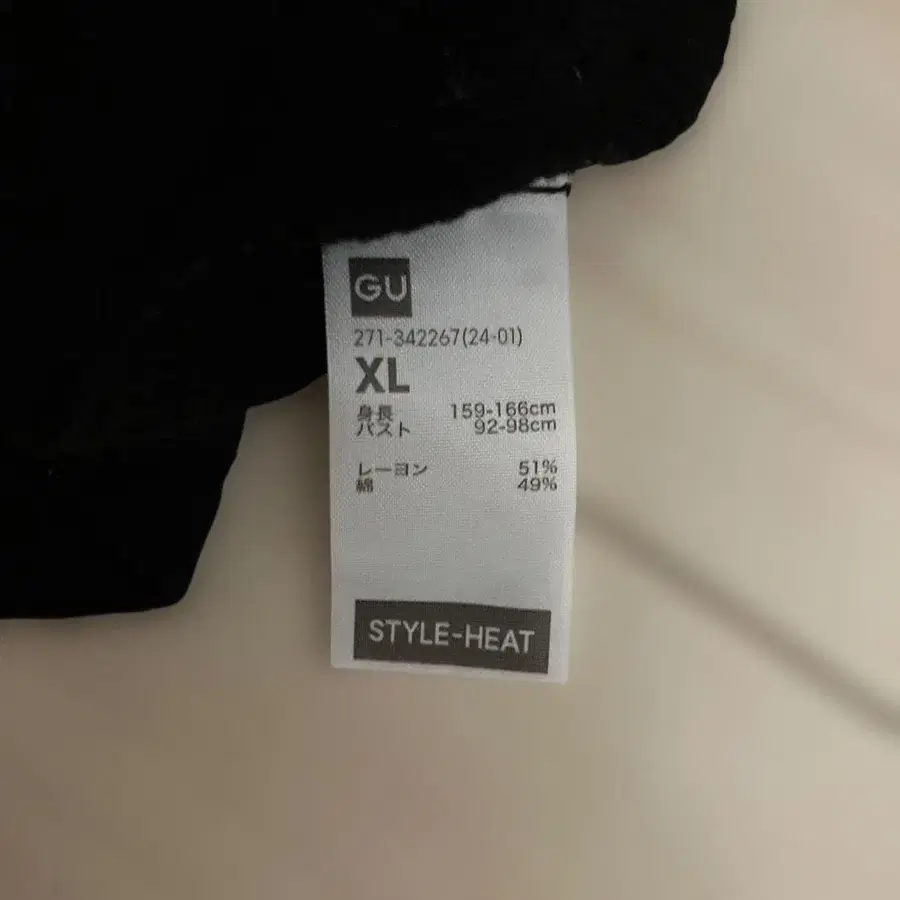 GU
271-342267(24-01)
XL
身長 159-166cm
バスト 92-98cm
レーヨン 51%
綿 49%
STYLE-HEAT